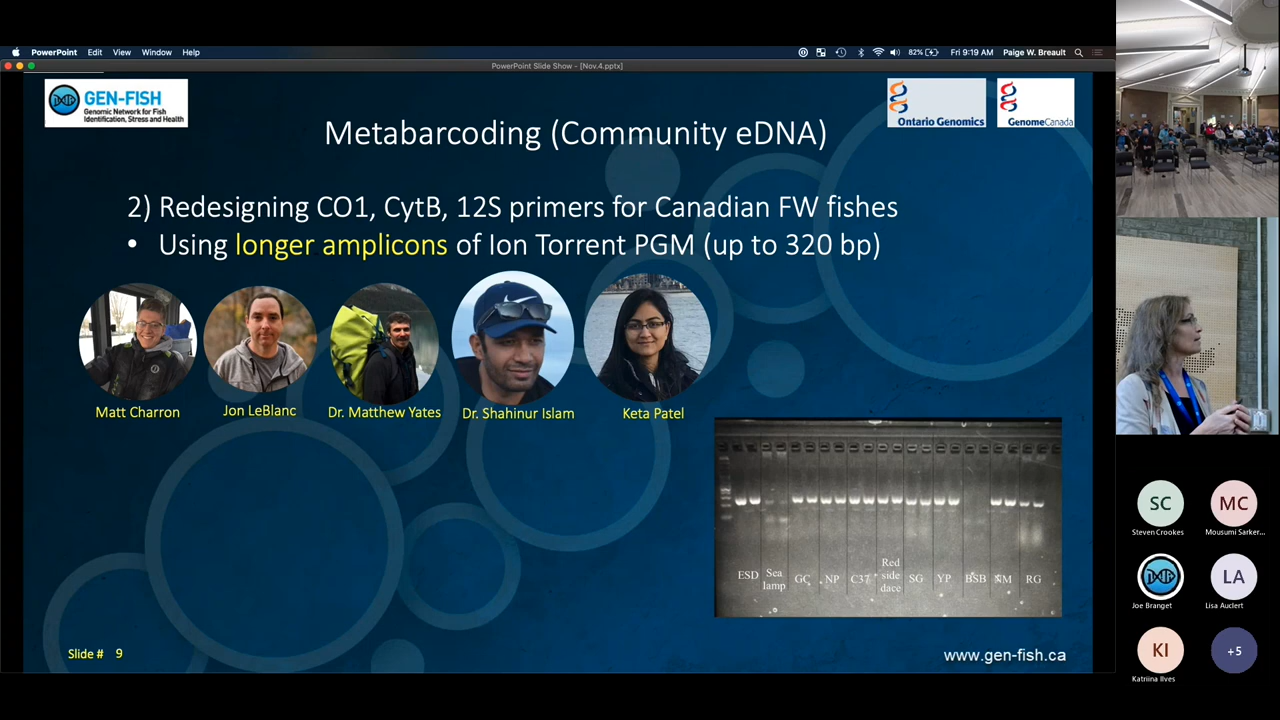 PowerPoint Edit View Window Help
82% Fri 9:19 AM Paige W. Breault
PowerPoint Slide Show - [Nov.4.pptx]
GEN-FISH
Genomic Network for Fish
Identification, Stress and Health
Ontario Genomics
GenomeCanada
Metabarcoding (Community eDNA)
2) Redesigning CO1, CytB, 12S primers for Canadian FW fishes
• Using longer amplicons of Ion Torrent PGM (up to 320 bp)
Matt Charron
Jon LeBlanc
Dr. Matthew Yates
Dr. Shahinur Islam
Keta Patel
ESD
Sea
lamp
GC
NP
C37
Red
side
dace
SG
YP
BSB
NM
RG
Slide # 9
www.gen-fish.ca
SC
Steven Crookes
MC
Mousumi Sarker...
Joe Branget
LA
Lisa Auclert
KI
Katriina Ilves
+5